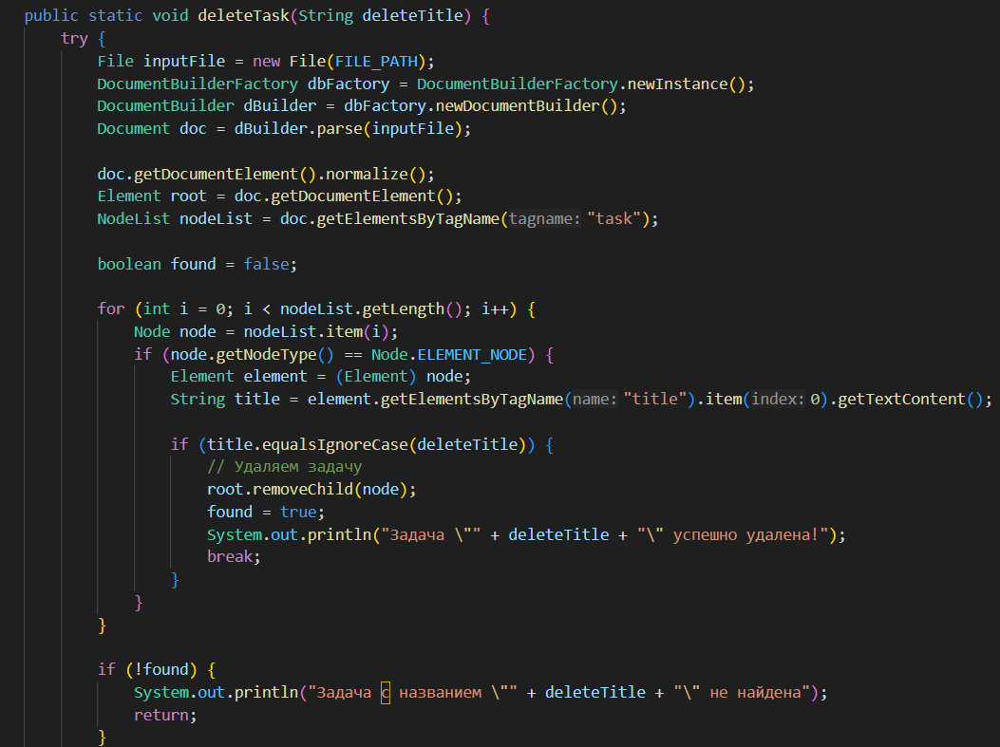 public static void deleteTask(String deleteTitle) {
try {
File inputFile = new File(FILE_PATH);
DocumentBuilderFactory dbFactory = DocumentBuilderFactory.newInstance();
DocumentBuilder dBuilder = dbFactory.newDocumentBuilder();
Document doc = dBuilder.parse(inputFile);
doc.getDocumentElement().normalize();
Element root = doc.getDocumentElement();
NodeList nodeList = doc.getElementsByTagName(tagname: "task");
boolean found = false;
for (int i = 0; i < nodeList.getLength(); i++) {
Node node = nodeList.item(i);
if (node.getNodeType() == Node.ELEMENT_NODE) {
Element element = (Element) node;
String title = element.getElementsByTagName(name: "title").item(index: 0).getTextContent();
if (title.equalsIgnoreCase(deleteTitle)) {
// Удаляем задачу
root.removeChild(node);
found = true;
System.out.println("Задача \"" + deleteTitle + "\" успешно удалена!");
break;
}
}
}
if (!found) {
System.out.println("Задача с названием \"" + deleteTitle + "\" не найдена");
return;
}